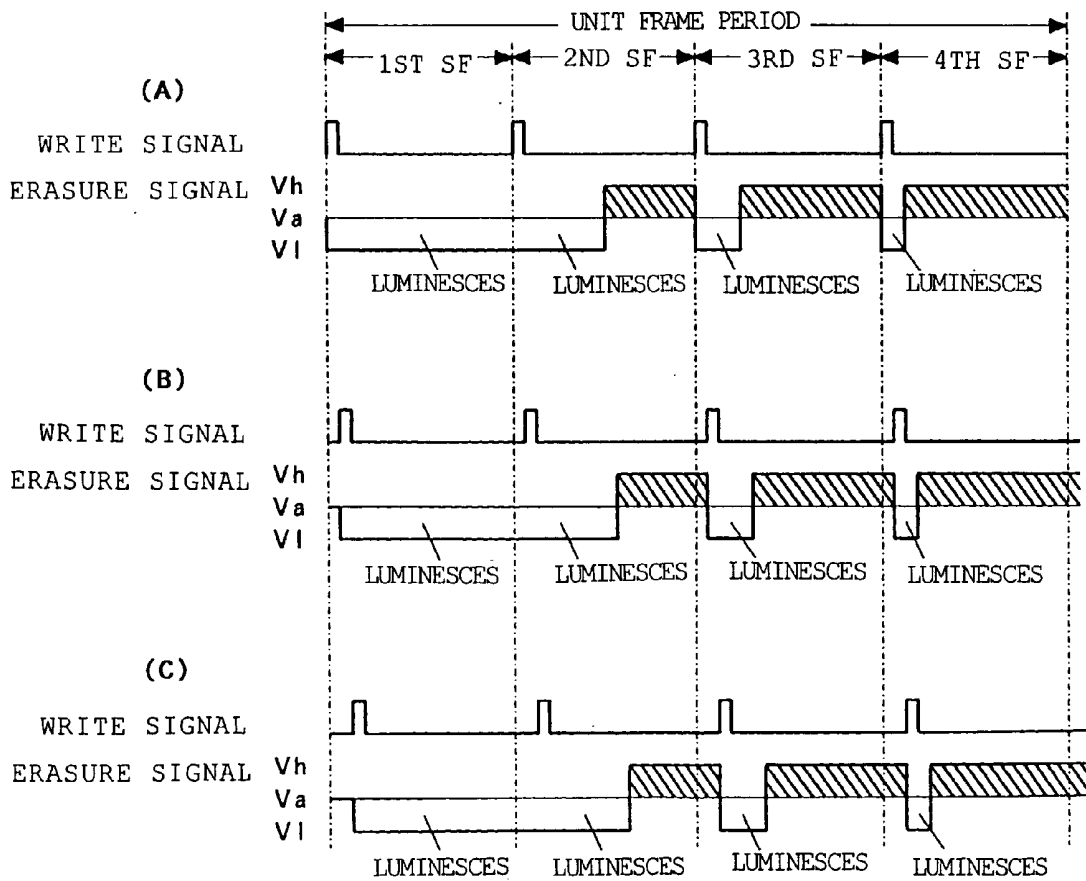 UNIT FRAME PERIOD
1ST SF 2ND SF 3RD SF 4TH SF
(A)
WRITE SIGNAL
ERASURE SIGNAL Vh
Va
Vl
LUMINESCES LUMINESCES LUMINESCES LUMINESCES
(B)
WRITE SIGNAL
ERASURE SIGNAL Vh
Va
Vl
LUMINESCES LUMINESCES LUMINESCES LUMINESCES
(C)
WRITE SIGNAL
ERASURE SIGNAL Vh
Va
Vl
LUMINESCES LUMINESCES LUMINESCES LUMINESCES